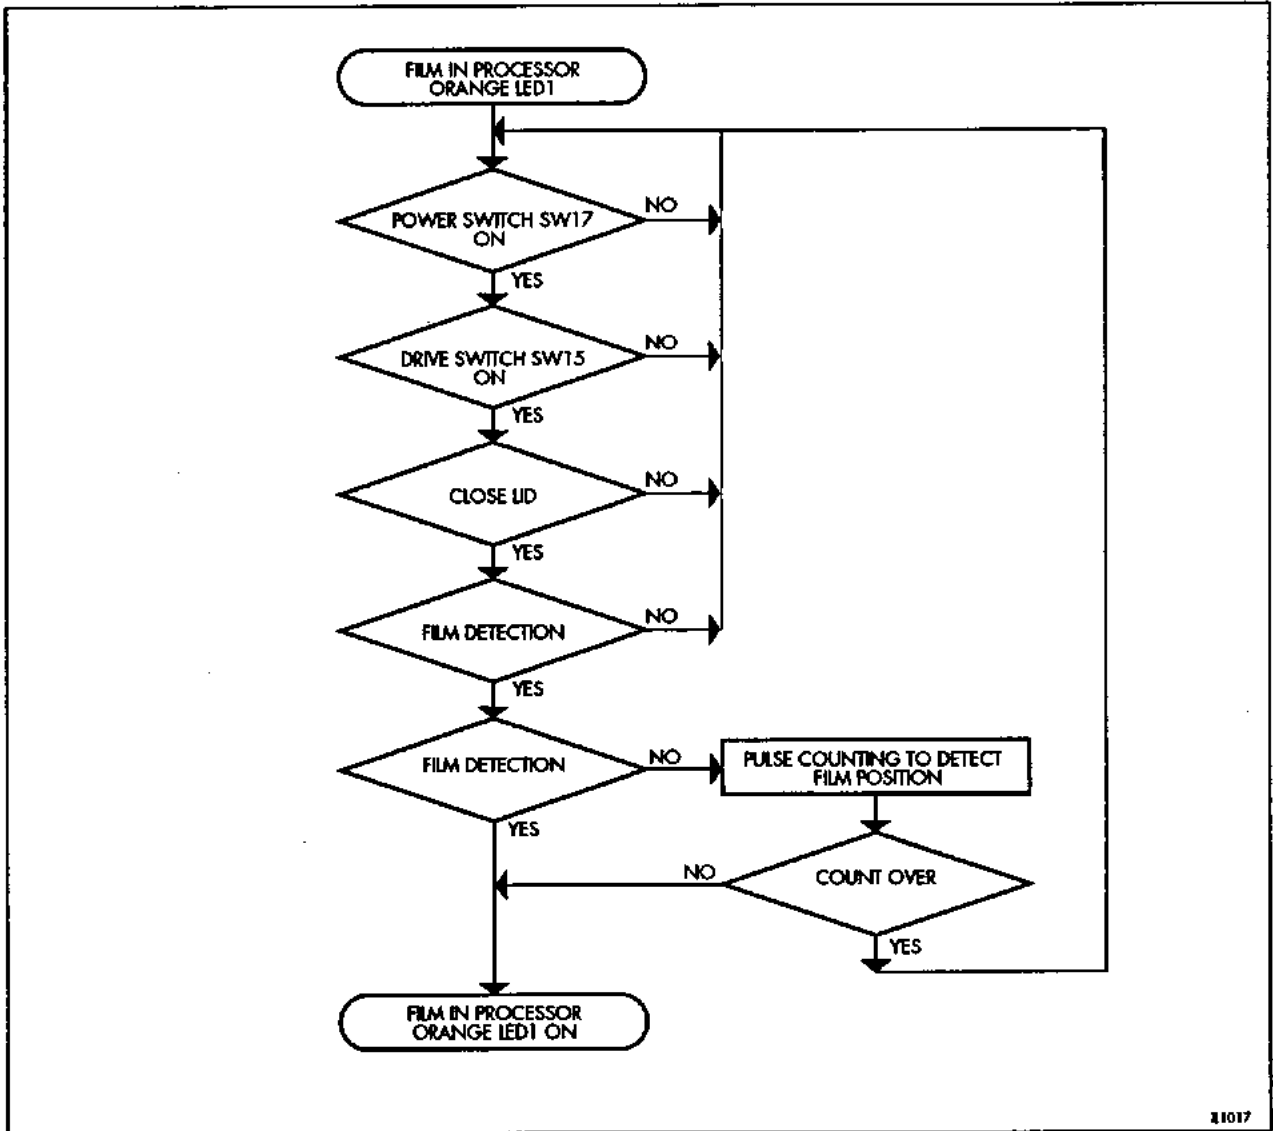 FILM IN PROCESSOR
ORANGE LED1
POWER SWITCH SW17
ON
NO
YES
DRIVE SWITCH SW15
ON
NO
YES
CLOSE LID
NO
YES
FILM DETECTION
NO
YES
FILM DETECTION
NO
PULSE COUNTING TO DETECT
FILM POSITION
YES
COUNT OVER
NO
YES
FILM IN PROCESSOR
ORANGE LED1 ON